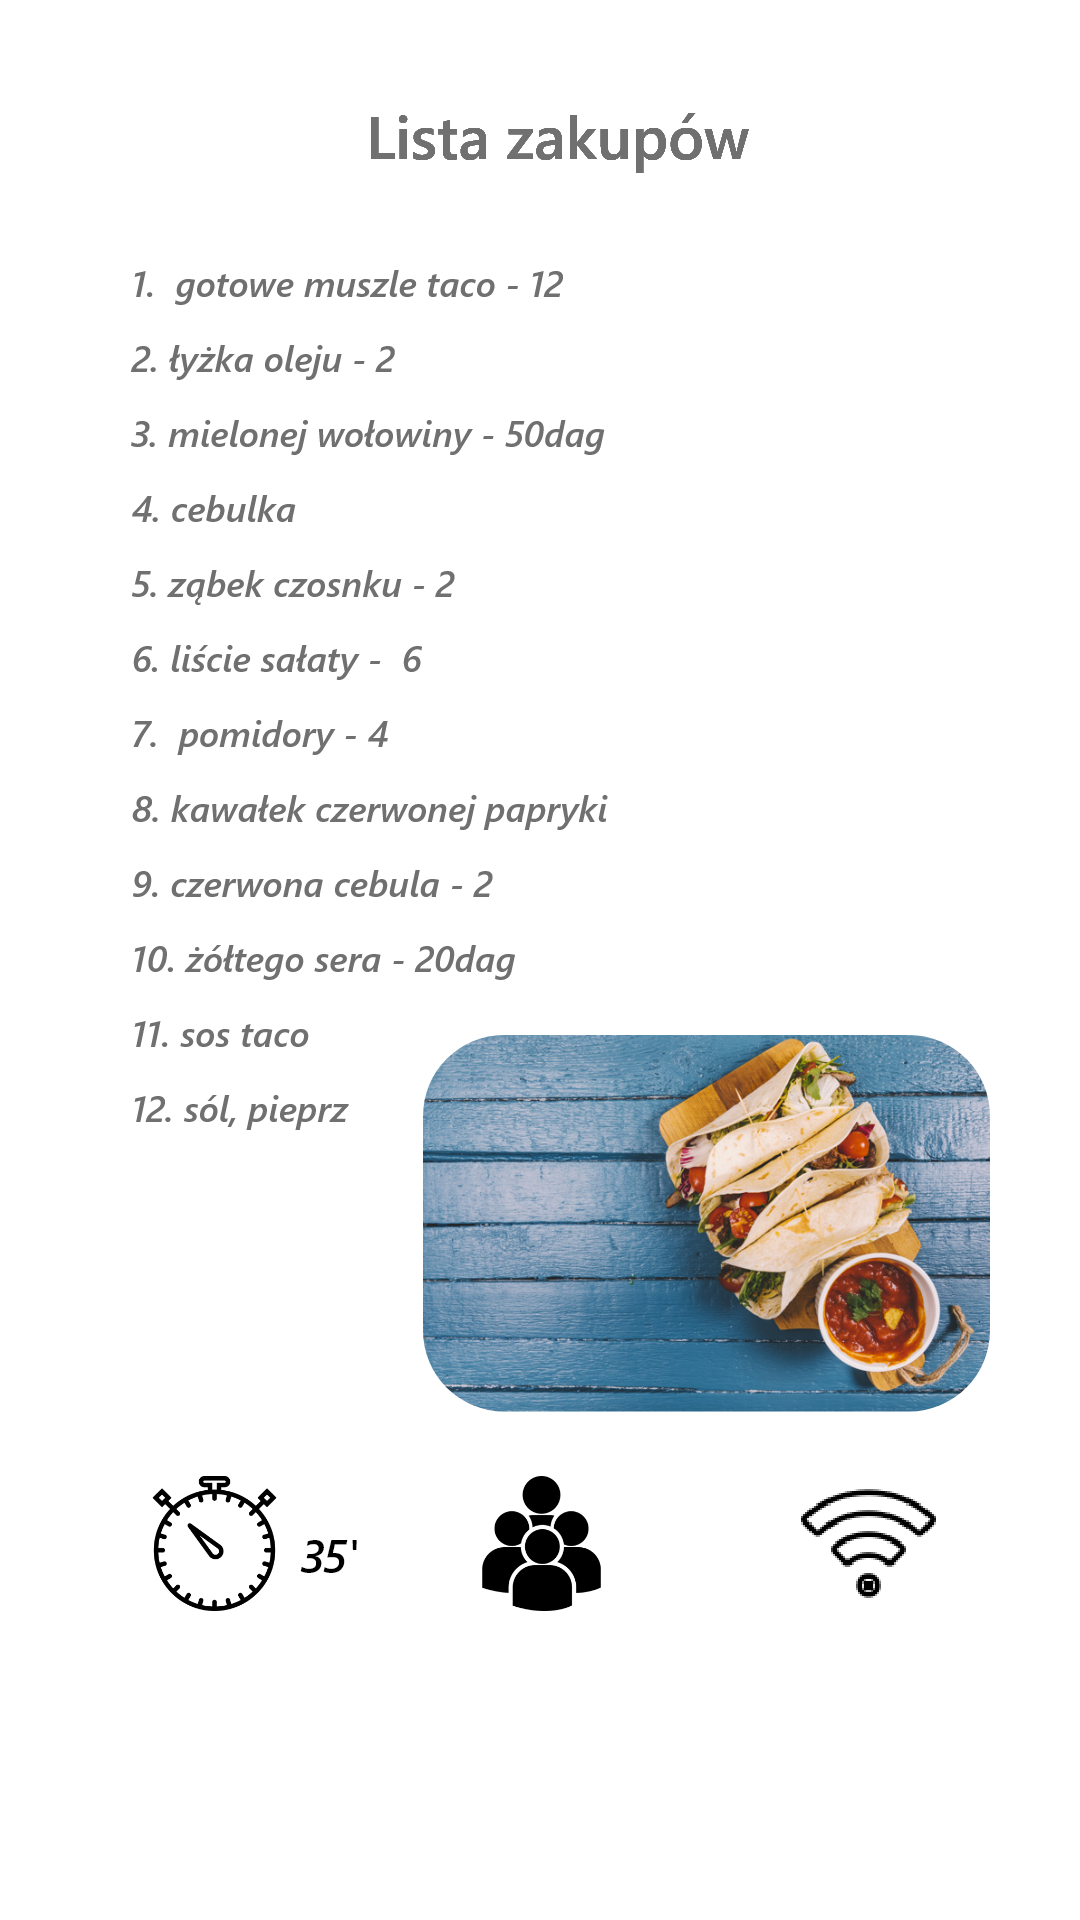 Lista zakupów
1.  gotowe muszle taco - 12
2. łyżka oleju - 2
3. mielonej wołowiny - 50dag
4. cebulka
5. ząbek czosnku - 2
6. liście sałaty -  6
7.  pomidory - 4
8. kawałek czerwonej papryki
9. czerwona cebula - 2
10. żółtego sera - 20dag
11. sos taco
12. sól, pieprz
35'